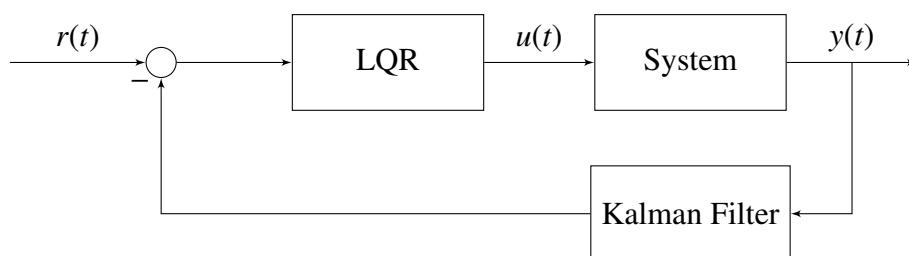 r(t)
LQR
u(t)
System
y(t)
−
Kalman Filter